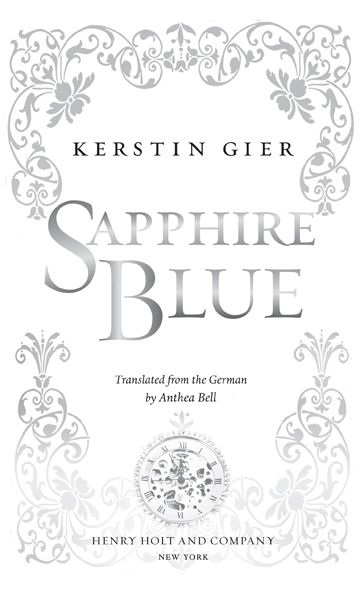 KERSTIN GIER
SAPPHIRE
BLUE
Translated from the German
by Anthea Bell
HENRY HOLT AND COMPANY
NEW YORK